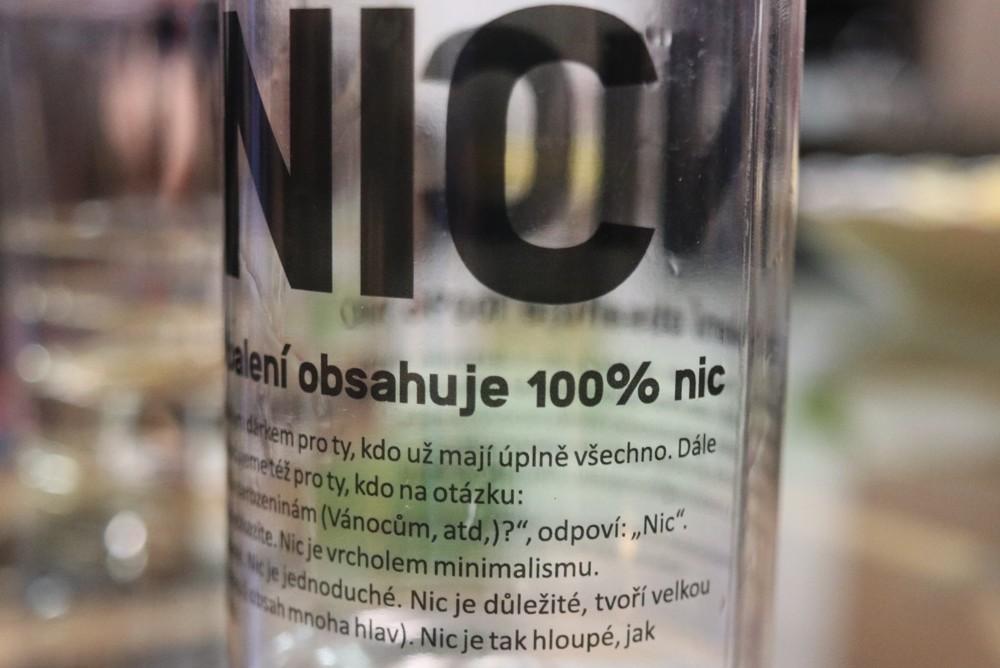 NIC
balení obsahuje 100% nic
dárkem pro ty, kdo už mají úplně všechno. Dále
též pro ty, kdo na otázku:
narozeninám (Vánocům, atd,)?“, odpoví: „Nic“.
Nic je vrcholem minimalismu.
Nic je jednoduché. Nic je důležité, tvoří velkou
obsah mnoha hlav). Nic je tak hloupé, jak